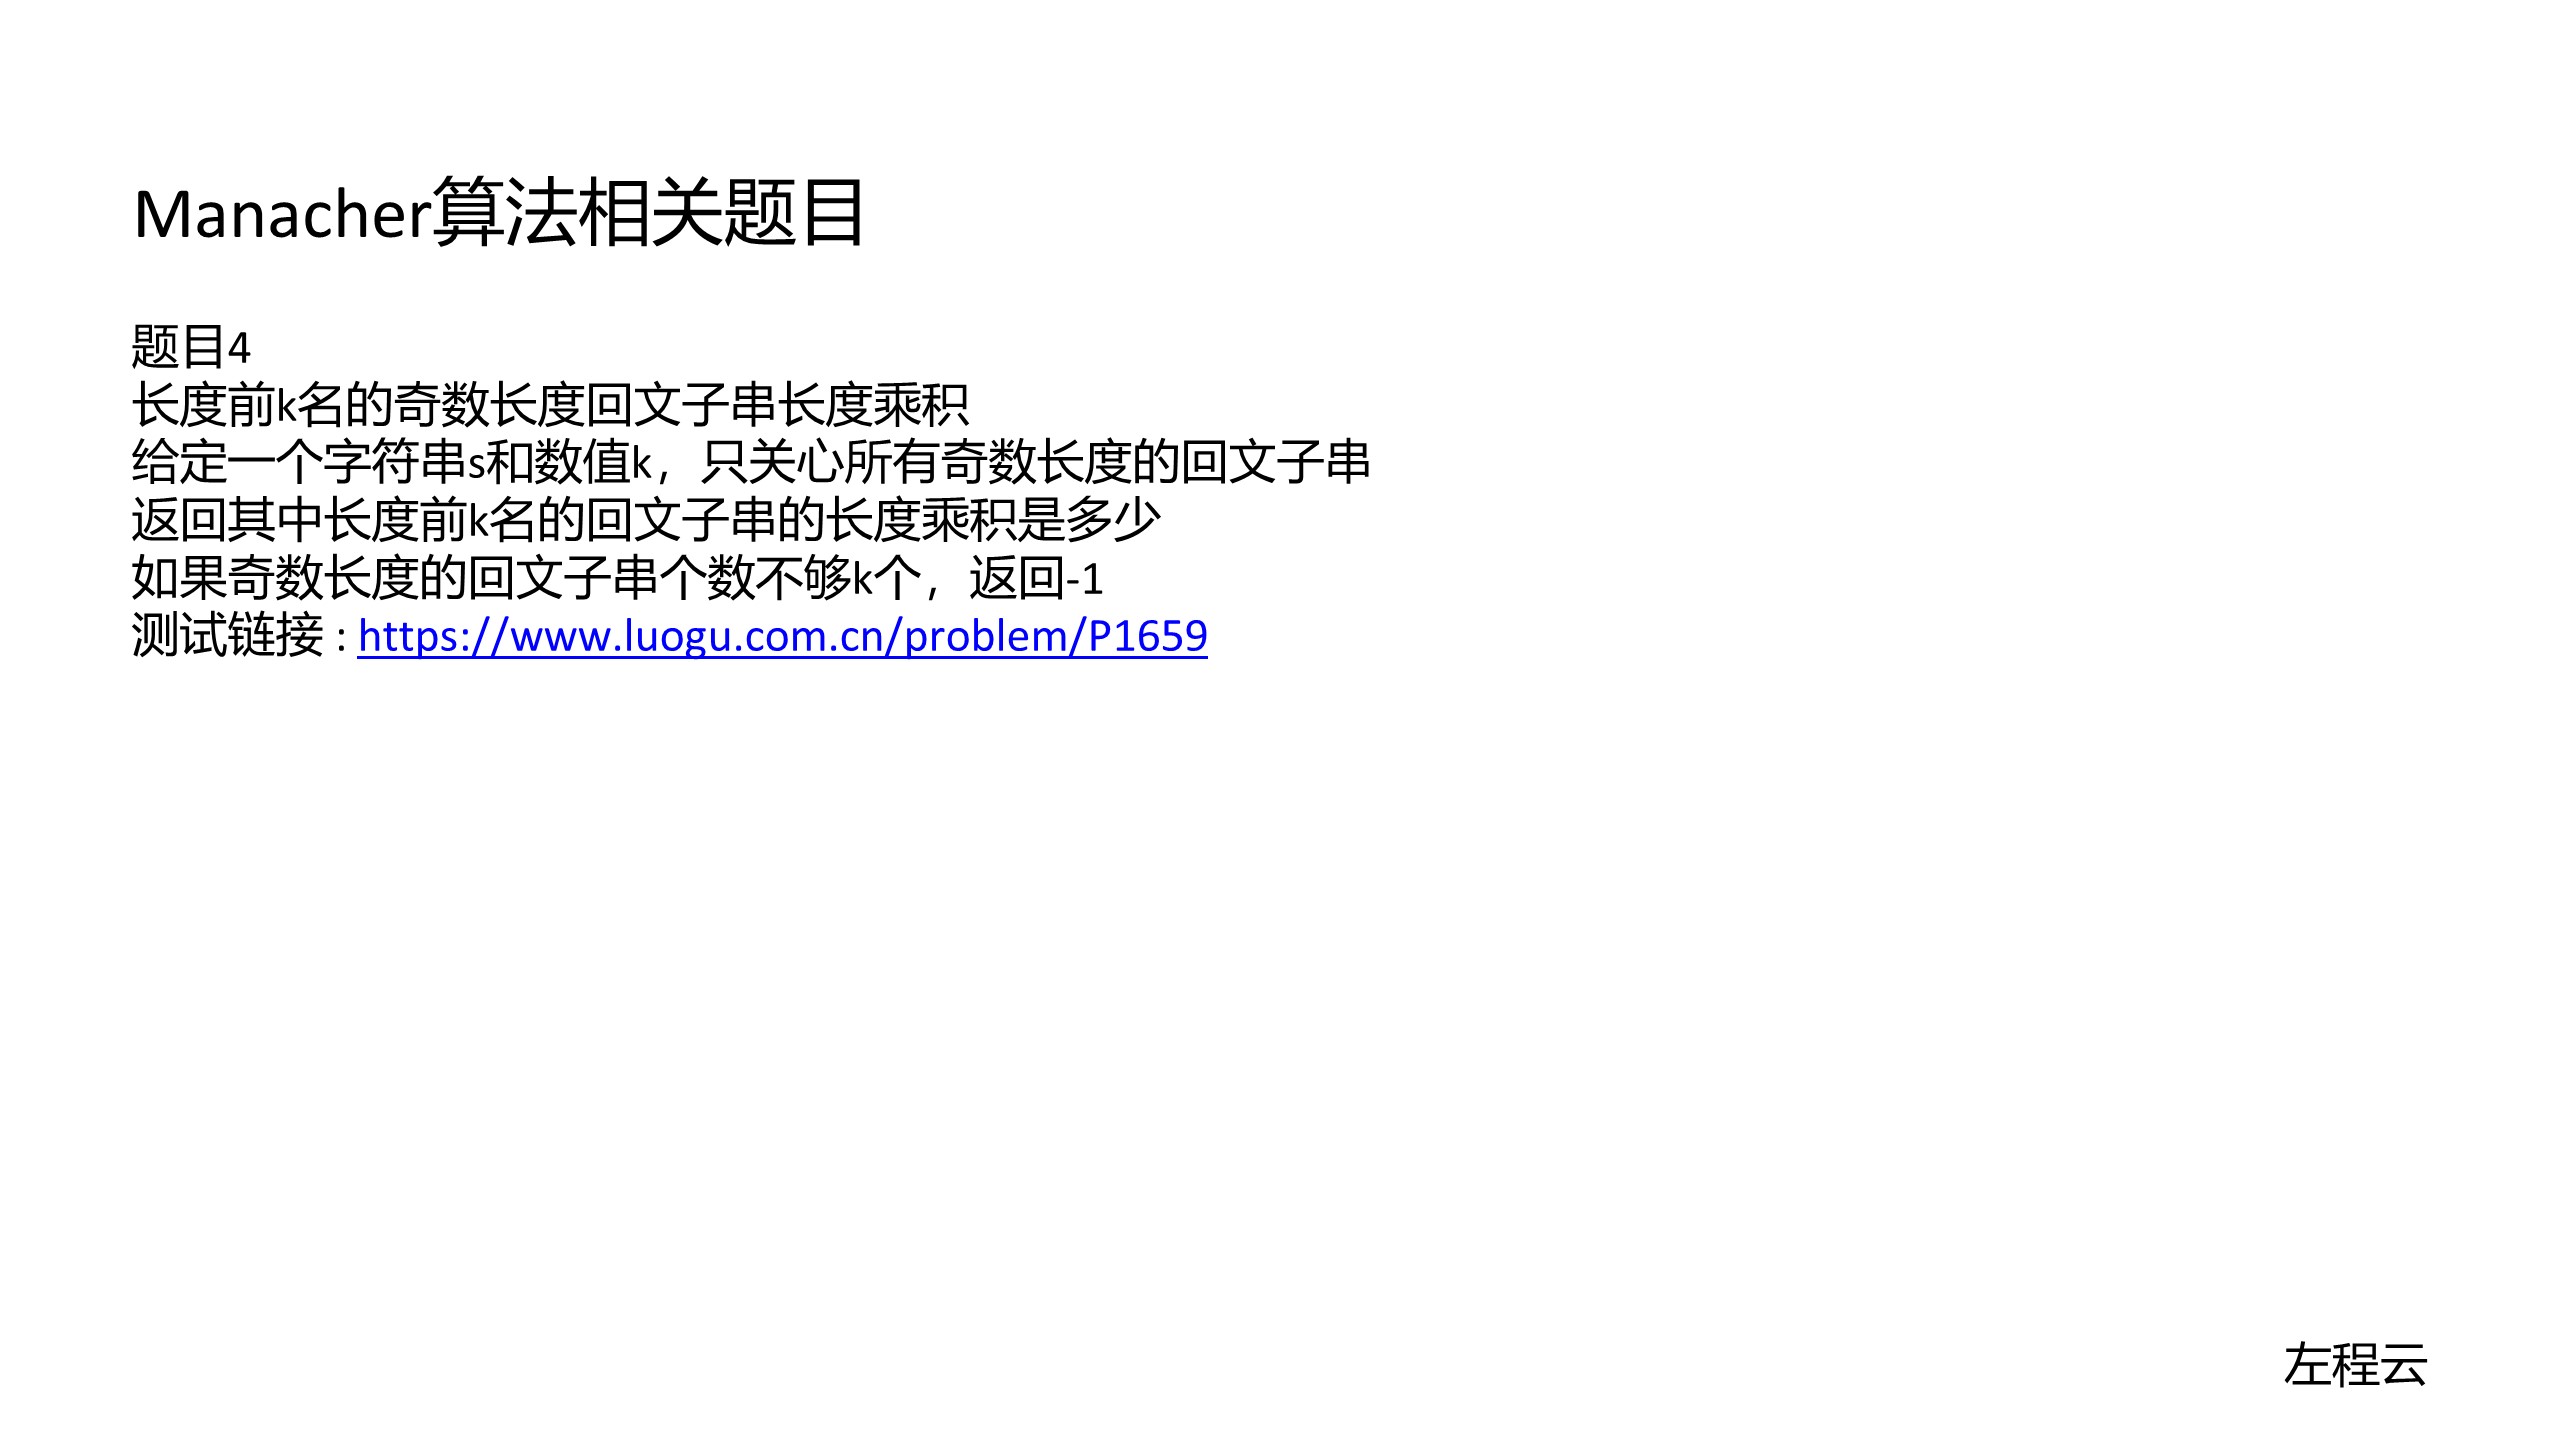 Manacher算法相关题目
题目4
长度前k名的奇数长度回文子串长度乘积
给定一个字符串s和数值k，只关心所有奇数长度的回文子串
返回其中长度前k名的回文子串的长度乘积是多少
如果奇数长度的回文子串个数不够k个，返回-1
测试链接 : https://www.luogu.com.cn/problem/P1659
左程云